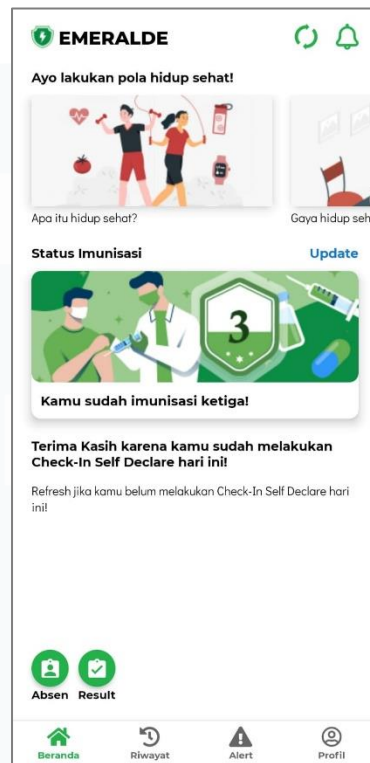 EMERALDE
Ayo lakukan pola hidup sehat!
Apa itu hidup sehat?
Gaya hidup seh
Status Imunisasi
Update
3
Kamu sudah imunisasi ketiga!
Terima Kasih karena kamu sudah melakukan
Check-In Self Declare hari ini!
Refresh jika kamu belum melakukan Check-In Self Declare hari
ini!
Absen
Result
Beranda
Riwayat
Alert
Profil